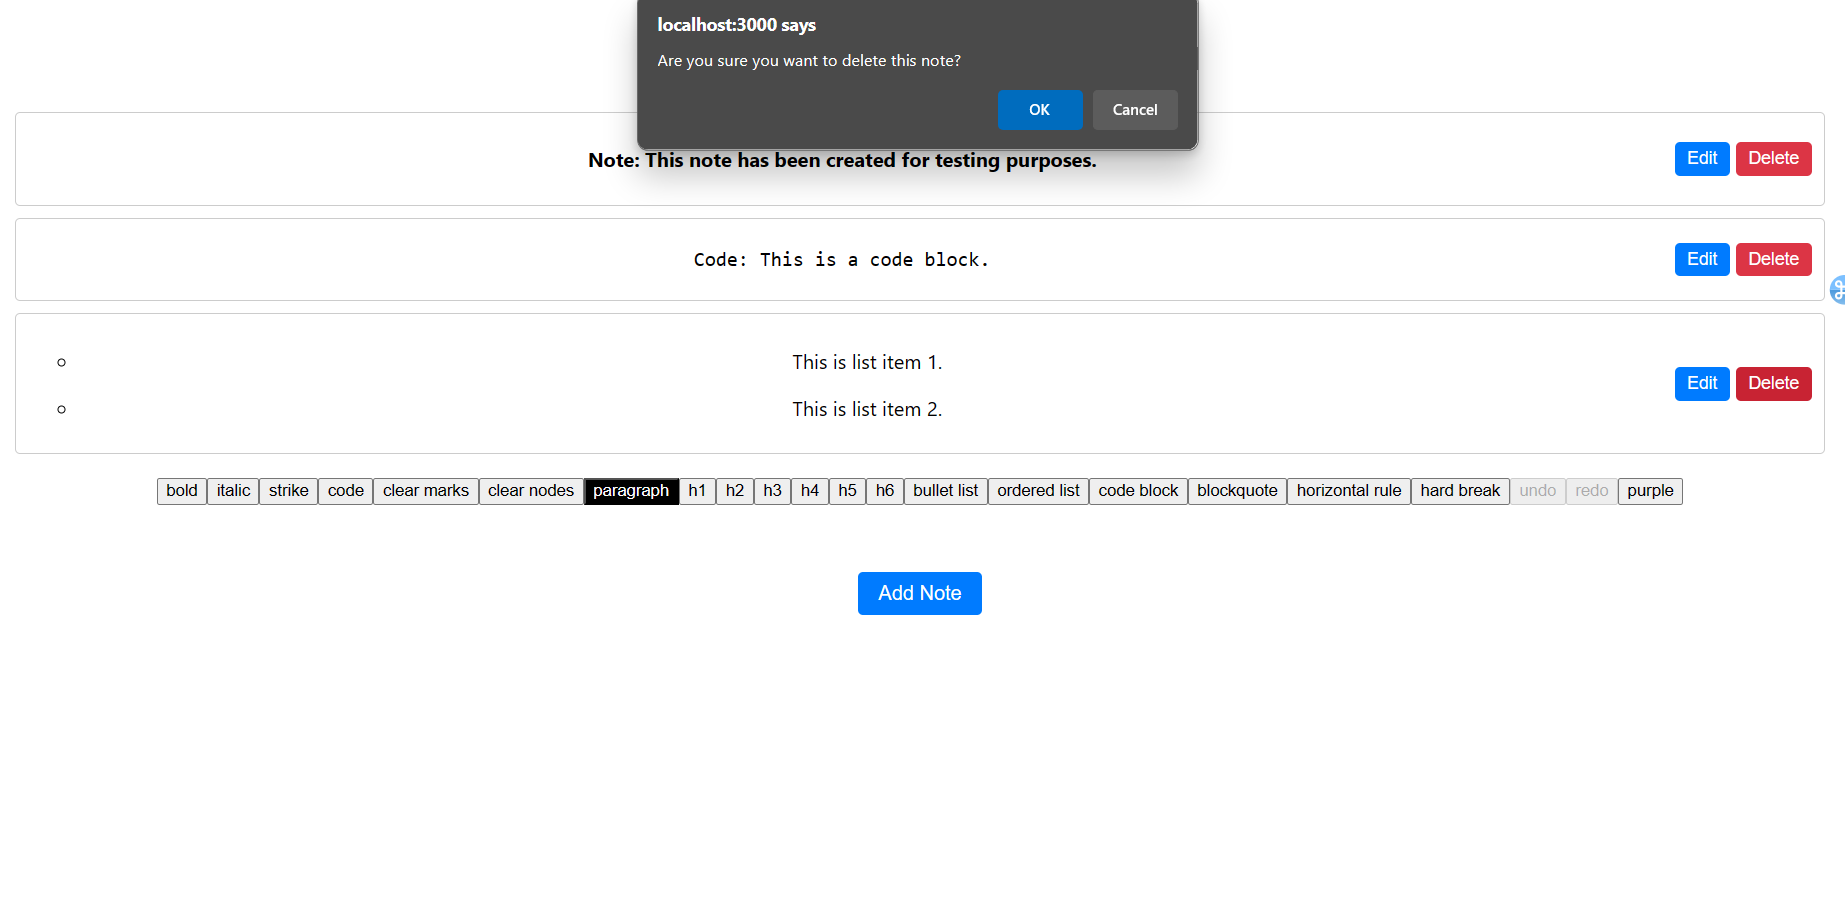 localhost:3000 says
Are you sure you want to delete this note?
OK Cancel
Note: This note has been created for testing purposes. Edit Delete
Code: This is a code block. Edit Delete
This is list item 1.
Edit Delete
This is list item 2.
bold italic strike code clear marks clear nodes paragraph h1 h2 h3 h4 h5 h6 bullet list ordered list code block blockquote horizontal rule hard break undo redo purple
Add Note